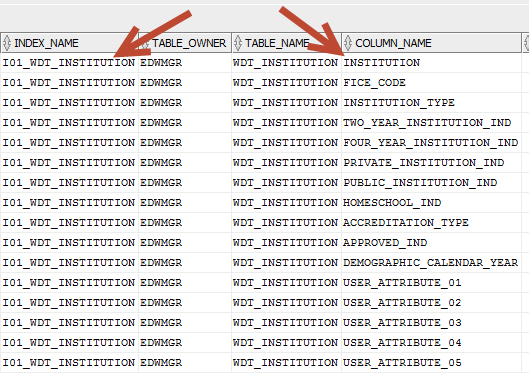 INDEX_NAME TABLE_OWNER TABLE_NAME COLUMN_NAME
I01_WDT_INSTITUTION EDWMGR WDT_INSTITUTION INSTITUTION
I01_WDT_INSTITUTION EDWMGR WDT_INSTITUTION FICE_CODE
I01_WDT_INSTITUTION EDWMGR WDT_INSTITUTION INSTITUTION_TYPE
I01_WDT_INSTITUTION EDWMGR WDT_INSTITUTION TWO_YEAR_INSTITUTION_IND
I01_WDT_INSTITUTION EDWMGR WDT_INSTITUTION FOUR_YEAR_INSTITUTION_IND
I01_WDT_INSTITUTION EDWMGR WDT_INSTITUTION PRIVATE_INSTITUTION_IND
I01_WDT_INSTITUTION EDWMGR WDT_INSTITUTION PUBLIC_INSTITUTION_IND
I01_WDT_INSTITUTION EDWMGR WDT_INSTITUTION HOMESCHOOL_IND
I01_WDT_INSTITUTION EDWMGR WDT_INSTITUTION ACCREDITATION_TYPE
I01_WDT_INSTITUTION EDWMGR WDT_INSTITUTION APPROVED_IND
I01_WDT_INSTITUTION EDWMGR WDT_INSTITUTION DEMOGRAPHIC_CALENDAR_YEAR
I01_WDT_INSTITUTION EDWMGR WDT_INSTITUTION USER_ATTRIBUTE_01
I01_WDT_INSTITUTION EDWMGR WDT_INSTITUTION USER_ATTRIBUTE_02
I01_WDT_INSTITUTION EDWMGR WDT_INSTITUTION USER_ATTRIBUTE_03
I01_WDT_INSTITUTION EDWMGR WDT_INSTITUTION USER_ATTRIBUTE_04
I01_WDT_INSTITUTION EDWMGR WDT_INSTITUTION USER_ATTRIBUTE_05